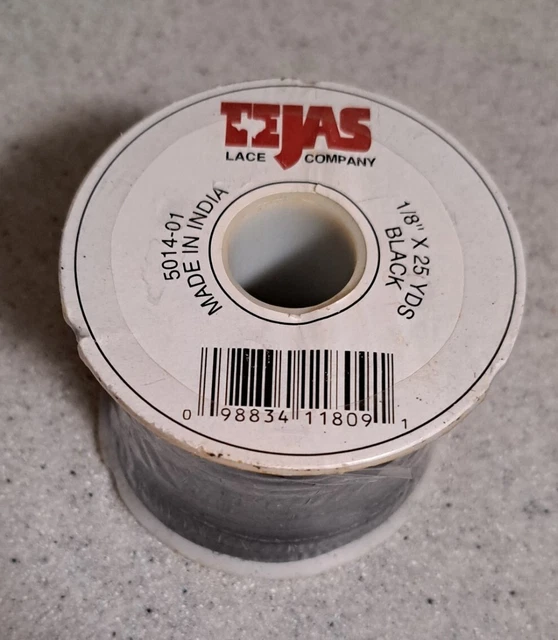 TEJAS
LACE COMPANY
5014-01
MADE IN INDIA
1/8" X 25 YDS
BLACK
0 98834 11809 1